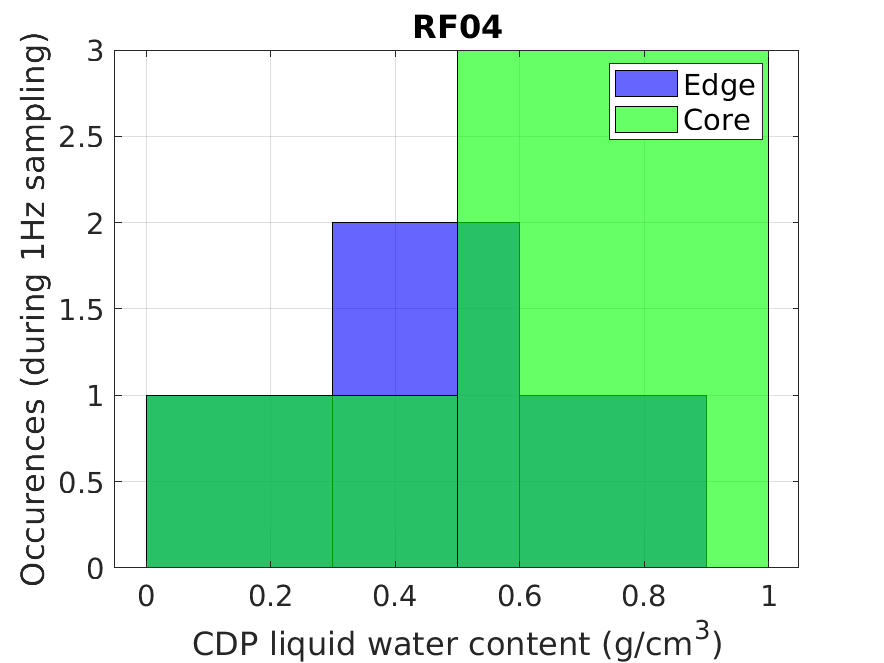 RF04
Occurences (during 1Hz sampling)
3
2.5
2
1.5
1
0.5
0
Edge
Core
0 0.2 0.4 0.6 0.8 1
CDP liquid water content (g/cm³)